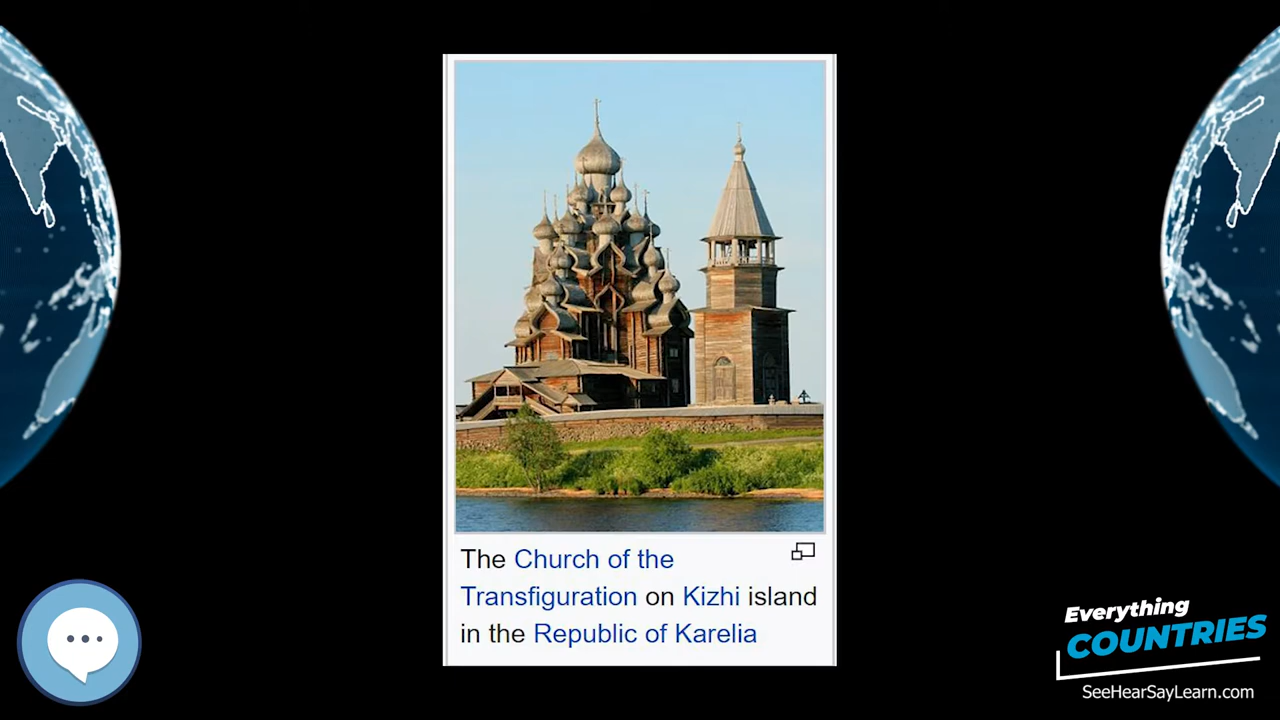 The Church of the
Transfiguration on Kizhi island
in the Republic of Karelia
Everything
COUNTRIES
SeeHearSayLearn.com